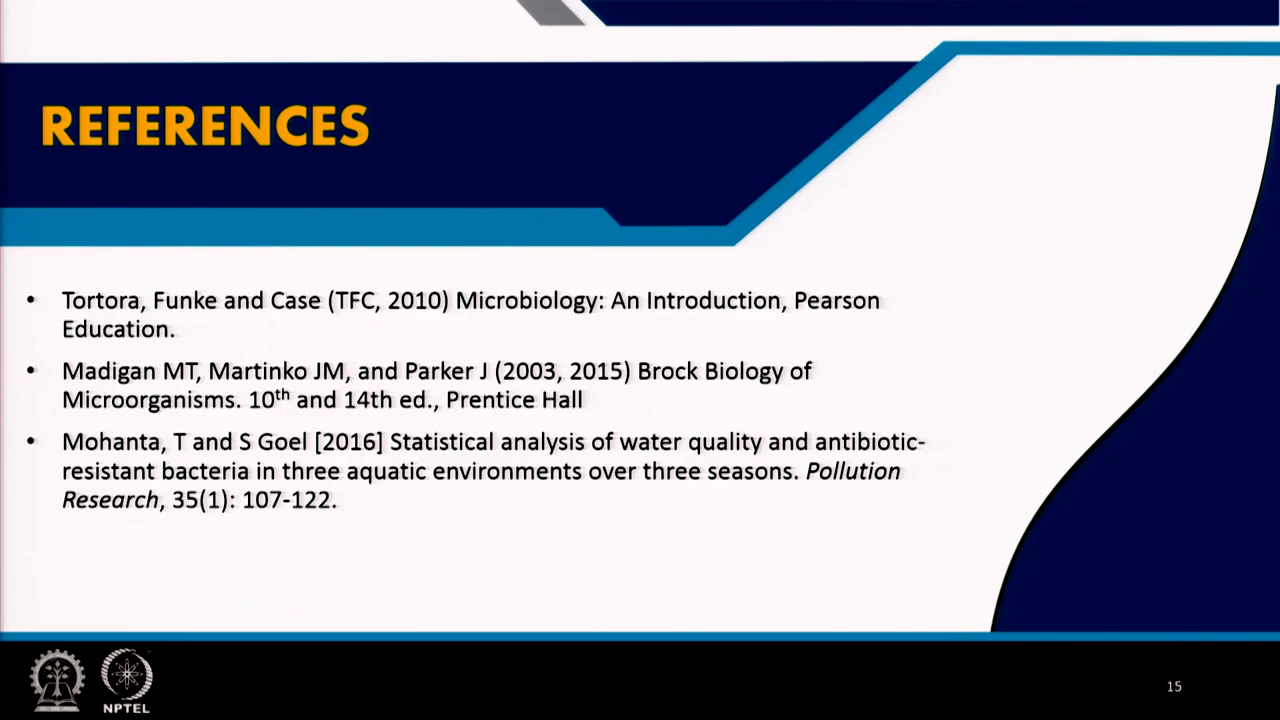 REFERENCES
• Tortora, Funke and Case (TFC, 2010) Microbiology: An Introduction, Pearson
Education.
• Madigan MT, Martinko JM, and Parker J (2003, 2015) Brock Biology of
Microorganisms. 10th and 14th ed., Prentice Hall
• Mohanta, T and S Goel [2016] Statistical analysis of water quality and antibiotic-
resistant bacteria in three aquatic environments over three seasons. Pollution
Research, 35(1): 107-122.
NPTEL
15